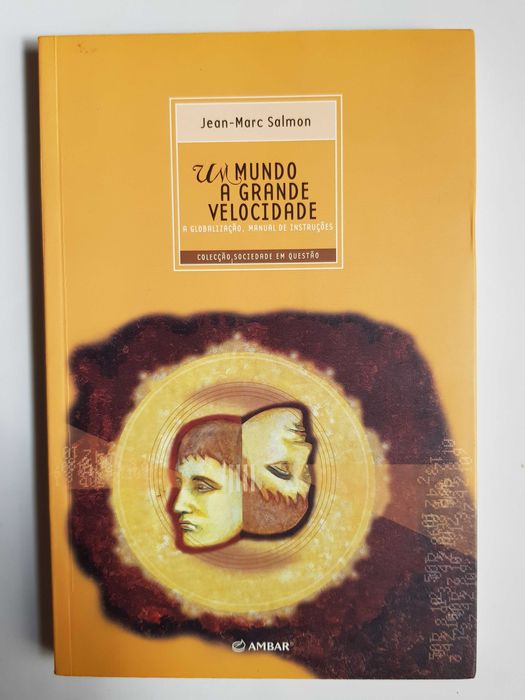 Jean-Marc Salmon
UM MUNDO
A GRANDE
VELOCIDADE
A GLOBALIZAÇÃO, MANUAL DE INSTRUÇÕES
COLECÇÃO SOCIEDADE EM QUESTÃO
AMBAR